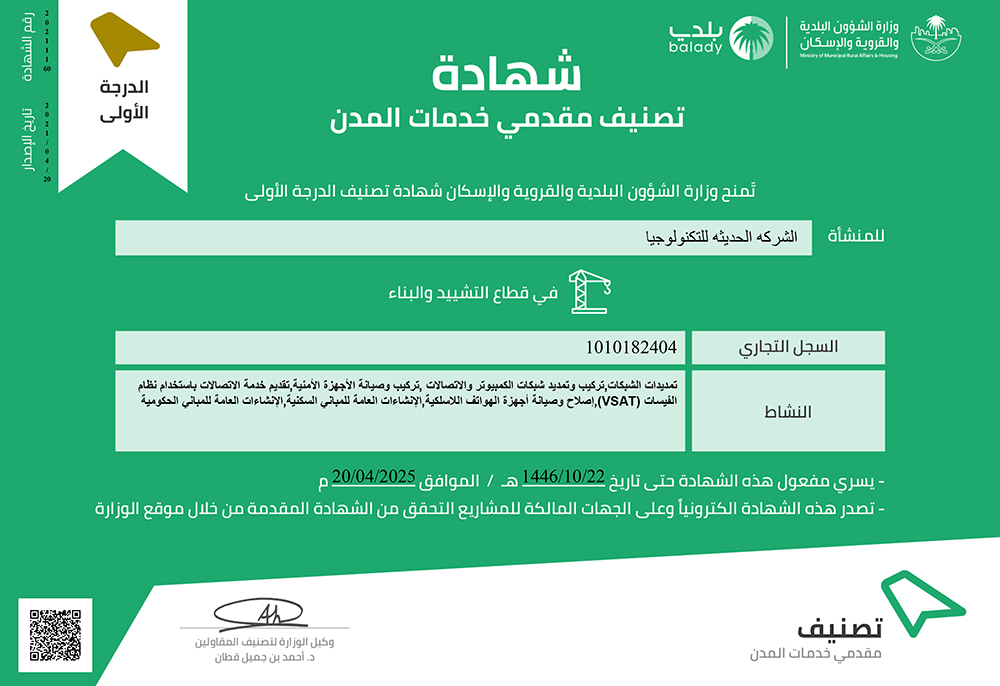 وزارة الشؤون البلدية
والقروية والإسكان
Ministry of Municipal Rural Affairs & Housing
بلدي
balady
رقم الشهادة
20211160
تاريخ الإصدار
2021/04/20
الدرجة
الأولى
شهادة
تصنيف مقدمي خدمات المدن
تُمنح وزارة الشؤون البلدية والقروية والإسكان شهادة تصنيف الدرجة الأولى
للمنشأة
الشركه الحديثه للتكنولوجيا
في قطاع التشييد والبناء
السجل التجاري
1010182404
النشاط
تمديدات الشبكات,تركيب وتمديد شبكات الكمبيوتر والاتصالات ,تركيب وصيانة الأجهزة الأمنية,تقديم خدمة الاتصالات باستخدام نظام
الفيسات (VSAT),إصلاح وصيانة أجهزة الهواتف اللاسلكية,الإنشاءات العامة للمباني السكنية,الإنشاءات العامة للمباني الحكومية
- يسري مفعول هذه الشهادة حتى تاريخ 1446/10/22 هـ / الموافق 20/04/2025 م
- تصدر هذه الشهادة الكترونياً وعلى الجهات المالكة للمشاريع التحقق من الشهادة المقدمة من خلال موقع الوزارة
وكيل الوزارة لتصنيف المقاولين
د. أحمد بن جميل قطان
تصنيف
مقدمي خدمات المدن